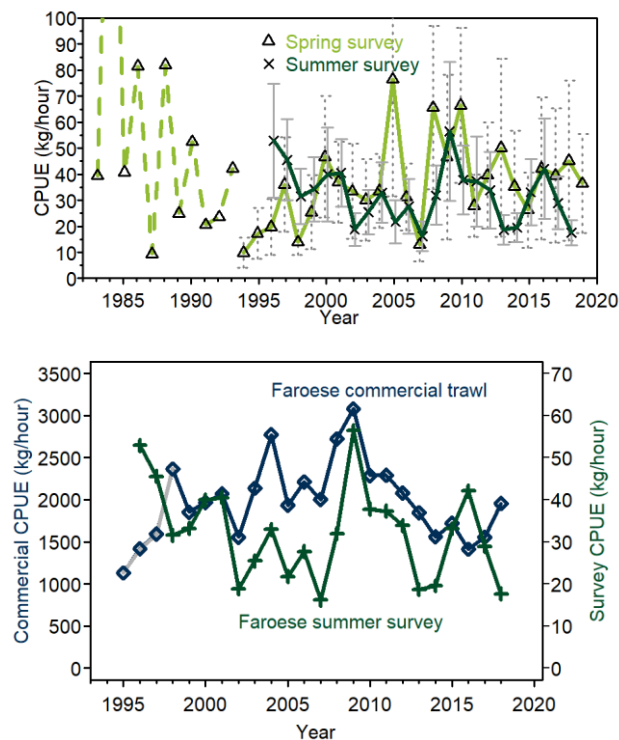 100
90
80
70
60
50
40
30
20
10
0
CPUE (kg/hour)
Spring survey
Summer survey
1985 1990 1995 2000 2005 2010 2015 2020
Year
3500
3000
2500
2000
1500
1000
500
0
Commercial CPUE (kg/hour)
Faroese commercial trawl
Faroese summer survey
70
60
50
40
30
20
10
0
Survey CPUE (kg/hour)
1995 2000 2005 2010 2015 2020
Year